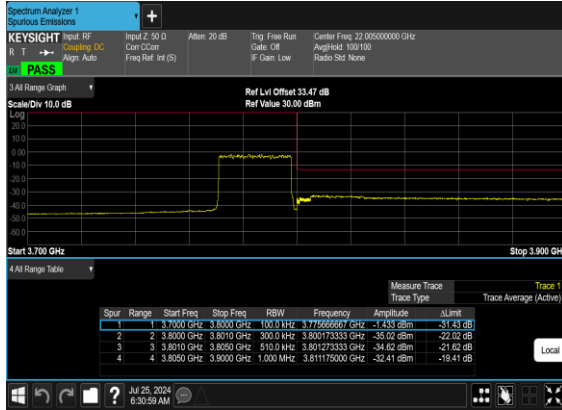 Spectrum Analyzer 1
Spurious Emissions
+
KEYSIGHT Input: RF Input Z: 50 Ω Atten: 20 dB Trig: Free Run Center Freq: 22.005000000 GHz
R T Coupling: DC Corr CCorr Gate: Off Avg|Hold: 100/100
Align: Auto Freq Ref: Int (S) IF Gain: Low Radio Std: None
PASS
3 All Range Graph
Ref Lvl Offset 33.47 dB
Scale/Div 10.0 dB Ref Value 30.00 dBm
Log
20.0
10.0
0.00
-10.0
-20.0
-30.0
-40.0
-50.0
-60.0
Start 3.700 GHz Stop 3.900 GH
4 All Range Table
Measure Trace Trace 1
Trace Type Trace Average (Active)
Spur Range Start Freq Stop Freq RBW Frequency Amplitude ΔLimit
1 1 3.7000 GHz 3.8000 GHz 100.0 kHz 3.775666667 GHz -1.433 dBm -31.43 dB
2 2 3.8000 GHz 3.8010 GHz 300.0 kHz 3.800173333 GHz -35.02 dBm -22.02 dB
3 3 3.8010 GHz 3.8050 GHz 510.0 kHz 3.801273333 GHz -34.62 dBm -21.62 dB
4 4 3.8050 GHz 3.9000 GHz 1.000 MHz 3.811175000 GHz -32.41 dBm -19.41 dB
Local
?
Jul 25, 2024
6:30:59 AM